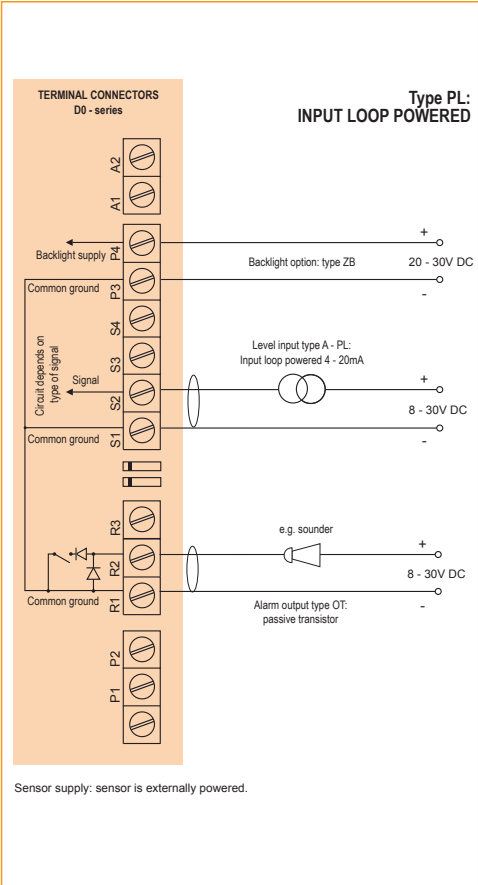 TERMINAL CONNECTORS
D0 - series
Type PL:
INPUT LOOP POWERED
A2
A1
P4
Backlight supply
Backlight option: type ZB
+
20 - 30V DC
-
P3
Common ground
S4
S3
Circuit depends on
type of signal
Level input type A - PL:
Input loop powered 4 - 20mA
Signal
S2
+
8 - 30V DC
-
Common ground
S1
R3
e.g. sounder
R2
+
8 - 30V DC
-
Common ground
R1
Alarm output type OT:
passive transistor
P2
P1
Sensor supply: sensor is externally powered.